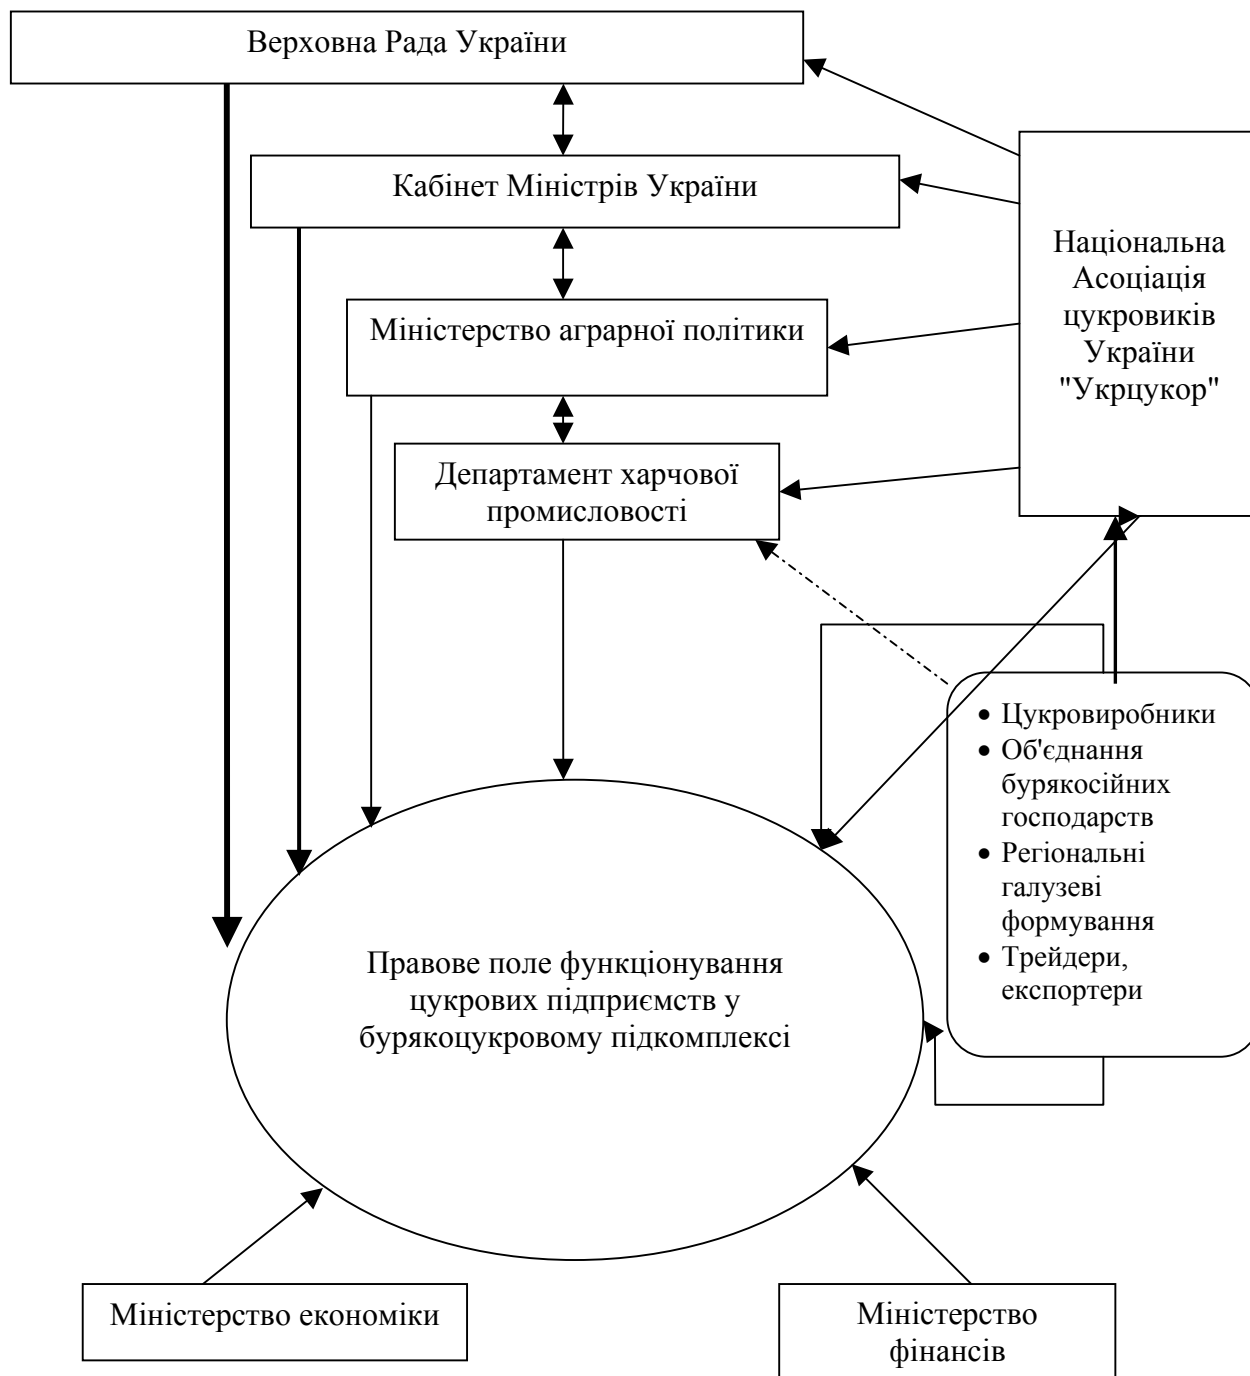 Верховна Рада України
Кабінет Міністрів України
Національна
Асоціація
цукровиків
України
"Укрцукор"
Міністерство аграрної політики
Департамент харчової
промисловості
• Цукровиробники
• Об'єднання
бурякосійних
господарств
• Регіональні
галузеві
формування
• Трейдери,
експортери
Правове поле функціонування
цукрових підприємств у
бурякоцукровому підкомплексі
Міністерство економіки
Міністерство
фінансів